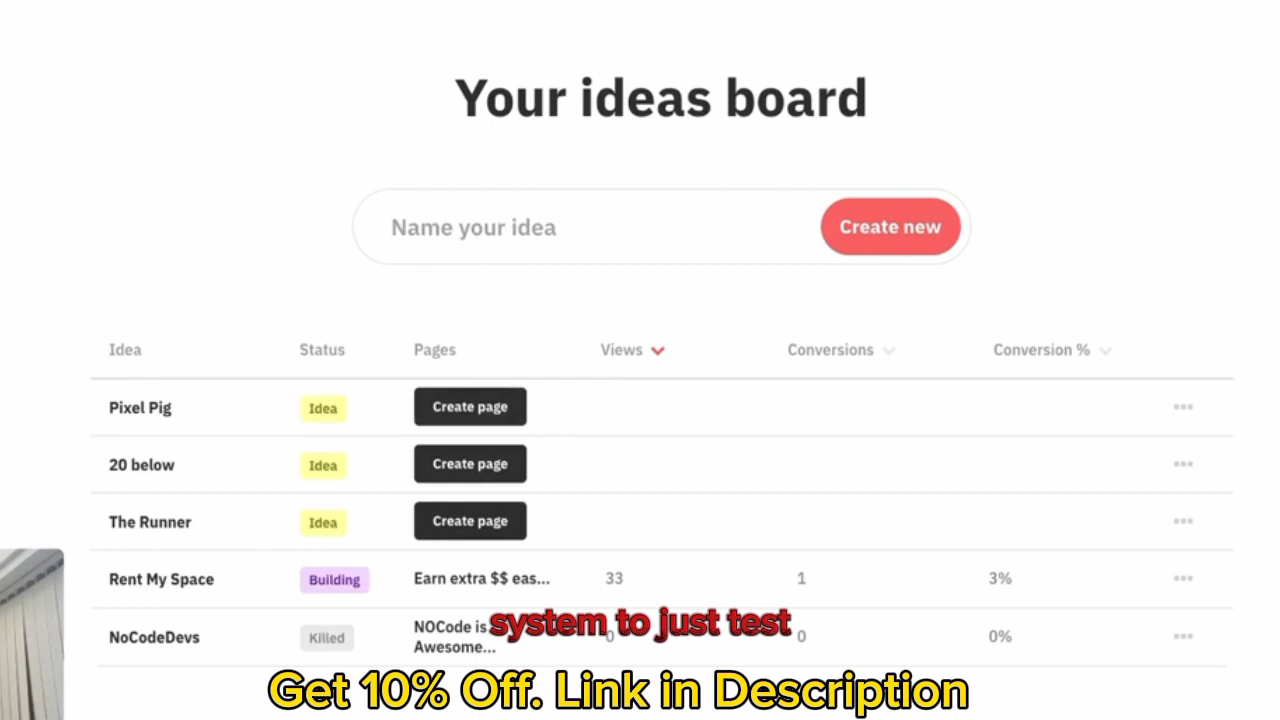 Your ideas board
Name your idea
Create new
Idea Status Pages Views Conversions Conversion %
Pixel Pig Idea Create page
20 below Idea Create page
The Runner Idea Create page
Rent My Space Building Earn extra $$ eas... 33 1 3%
NoCodeDevs Killed NOCode is 0 0 0%
Awesome...
system to just test
Get 10% Off. Link in Description